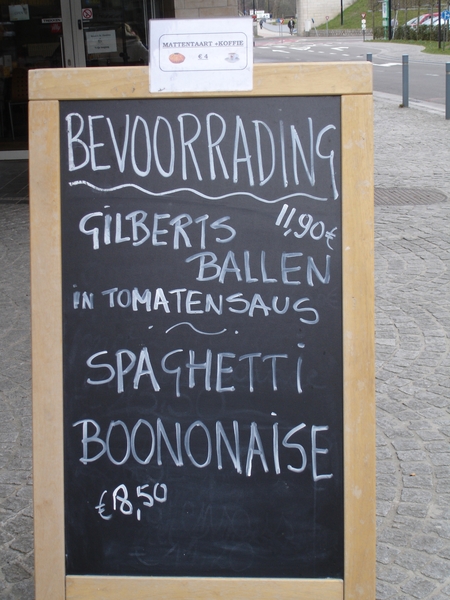 MATTENTAART + KOFFIE
€ 4
BEVOORRADING
GILBERTS 11,90€
BALLEN
IN TOMATENSAUS
SPAGHETTI
BOONONAISE
€ 8,50